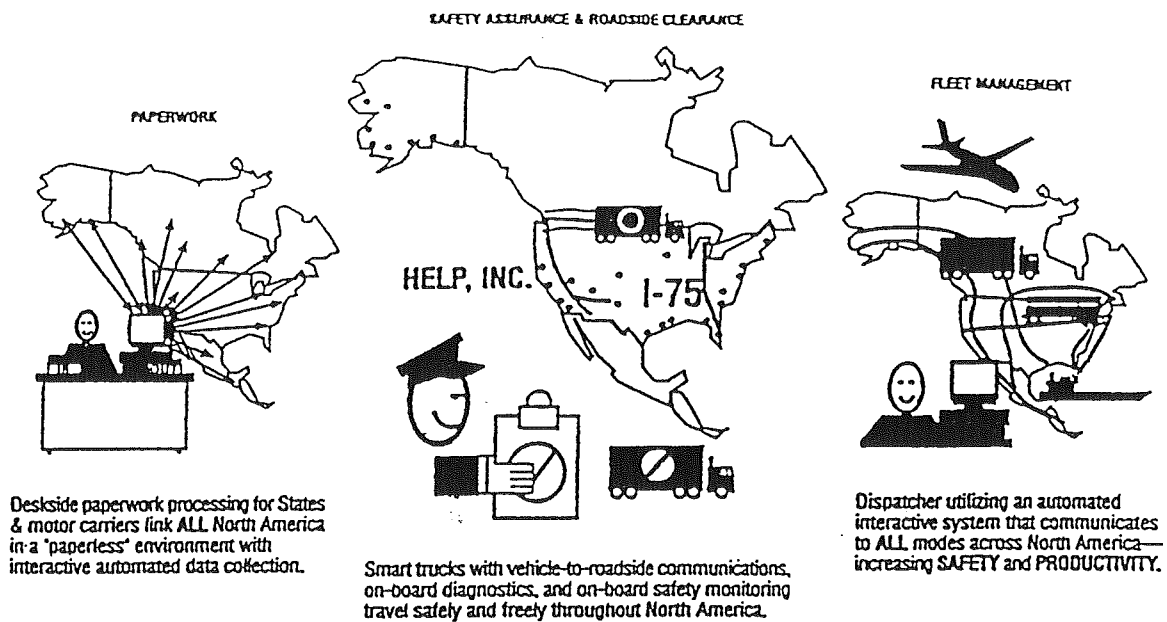 SAFETY ASSURANCE & ROADSIDE CLEARANCE
PAPERWORK
FLEET MANAGEMENT
HELP, INC.
I-75
Deskside paperwork processing for States
& motor carriers link ALL North America
in a "paperless" environment with
interactive automated data collection.
Smart trucks with vehicle-to-roadside communications,
on-board diagnostics, and on-board safety monitoring
travel safely and freely throughout North America.
Dispatcher utilizing an automated
interactive system that communicates
to ALL modes across North America—
increasing SAFETY and PRODUCTIVITY.